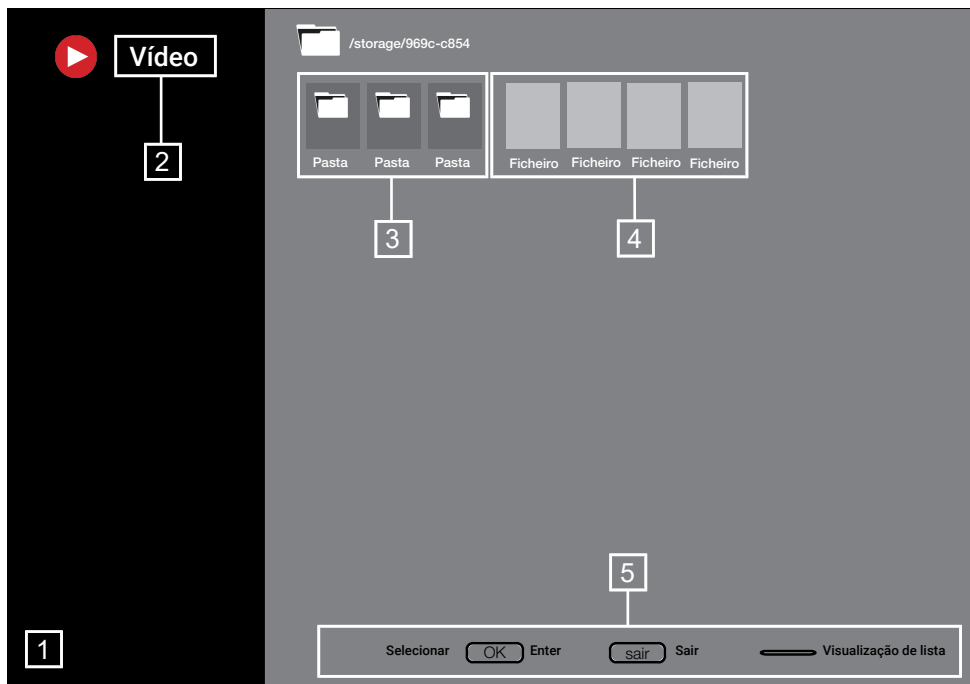 Vídeo
2
/storage/969c-c854
Pasta Pasta Pasta Ficheiro Ficheiro Ficheiro Ficheiro
3 4
5
1
Selecionar OK Enter sair Sair Visualização de lista